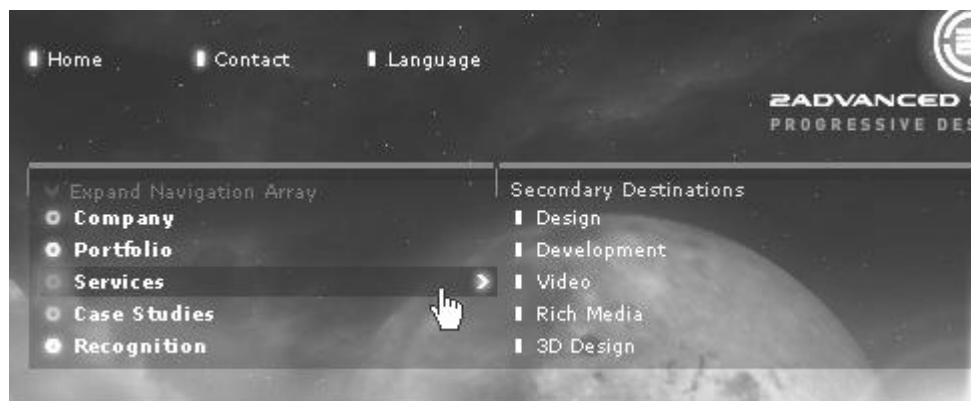 Home Contact Language
2ADVANCED
PROGRESSIVE
Expand Navigation Array
Company
Portfolio
Services
Case Studies
Recognition
Secondary Destinations
Design
Development
Video
Rich Media
3D Design